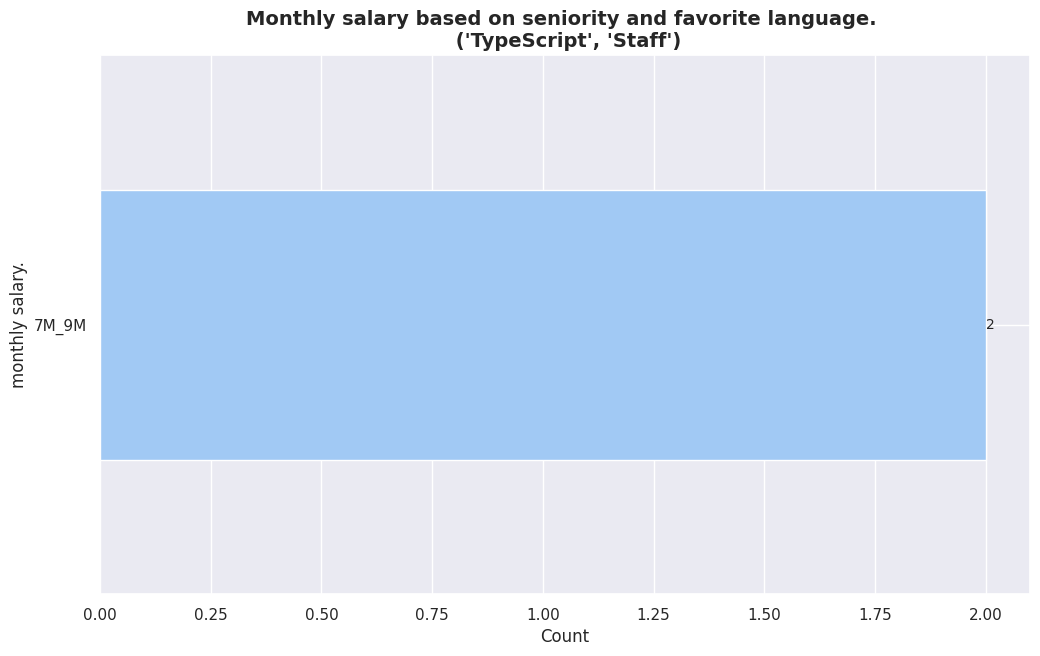 Monthly salary based on seniority and favorite language.
('TypeScript', 'Staff')
monthly salary.
7M_9M
2
0.00 0.25 0.50 0.75 1.00 1.25 1.50 1.75 2.00
Count